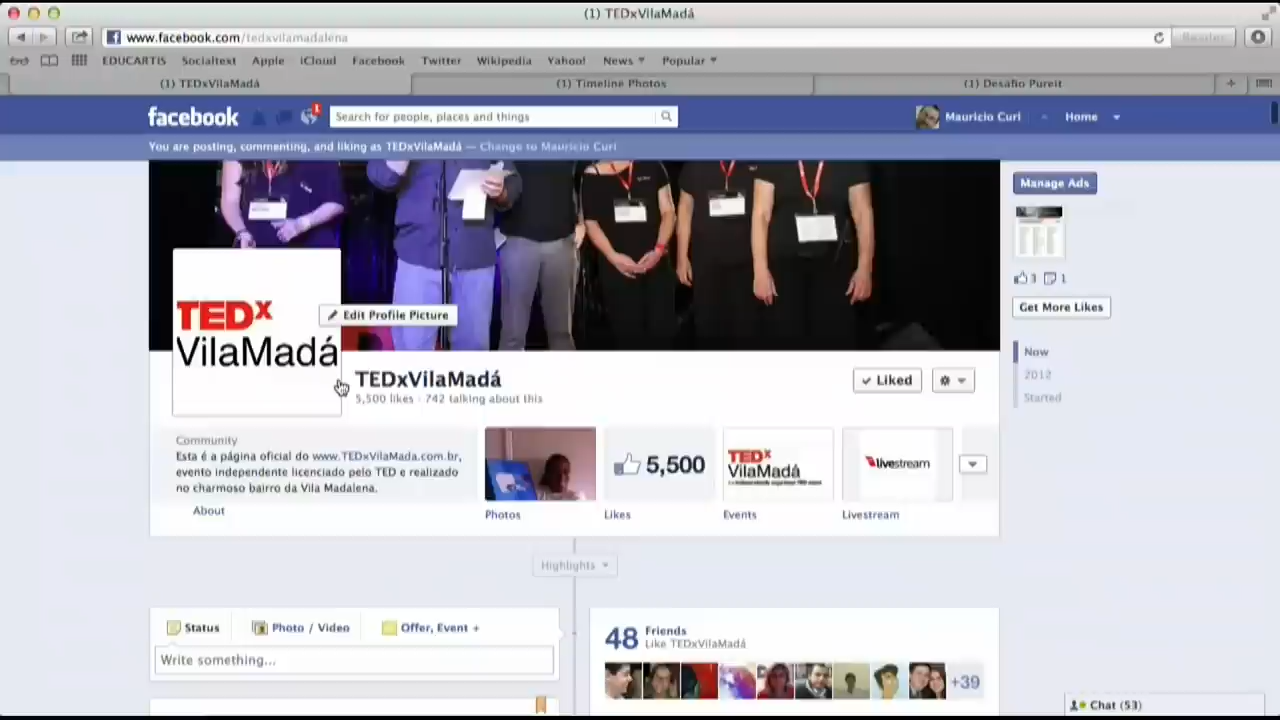 (1) TEDxVilaMadá
www.facebook.com/tedxvilamadalena
EDUCARTIS Socialtext Apple iCloud Facebook Twitter Wikipedia Yahoo! News Popular
(1) TEDxVilaMadá (1) Timeline Photos (1) Desafio Pureit
facebook 1 Search for people, places and things Mauricio Curi Home
You are posting, commenting, and liking as TEDxVilaMadá — Change to Mauricio Curi
Manage Ads
3 1
Get More Likes
Now
2012
Started
TEDx
VilaMadá
Edit Profile Picture
TEDxVilaMadá
5,500 likes · 742 talking about this
Liked
Community
Esta é a página oficial do www.TEDxVilaMada.com.br,
evento independente licenciado pelo TED e realizado
no charmoso bairro da Vila Madalena.
About
5,500
TEDx
VilaMadá
livestream
Photos Likes Events Livestream
Highlights
Status Photo / Video Offer, Event +
Write something...
48 Friends
Like TEDxVilaMadá
+39
Chat (53)